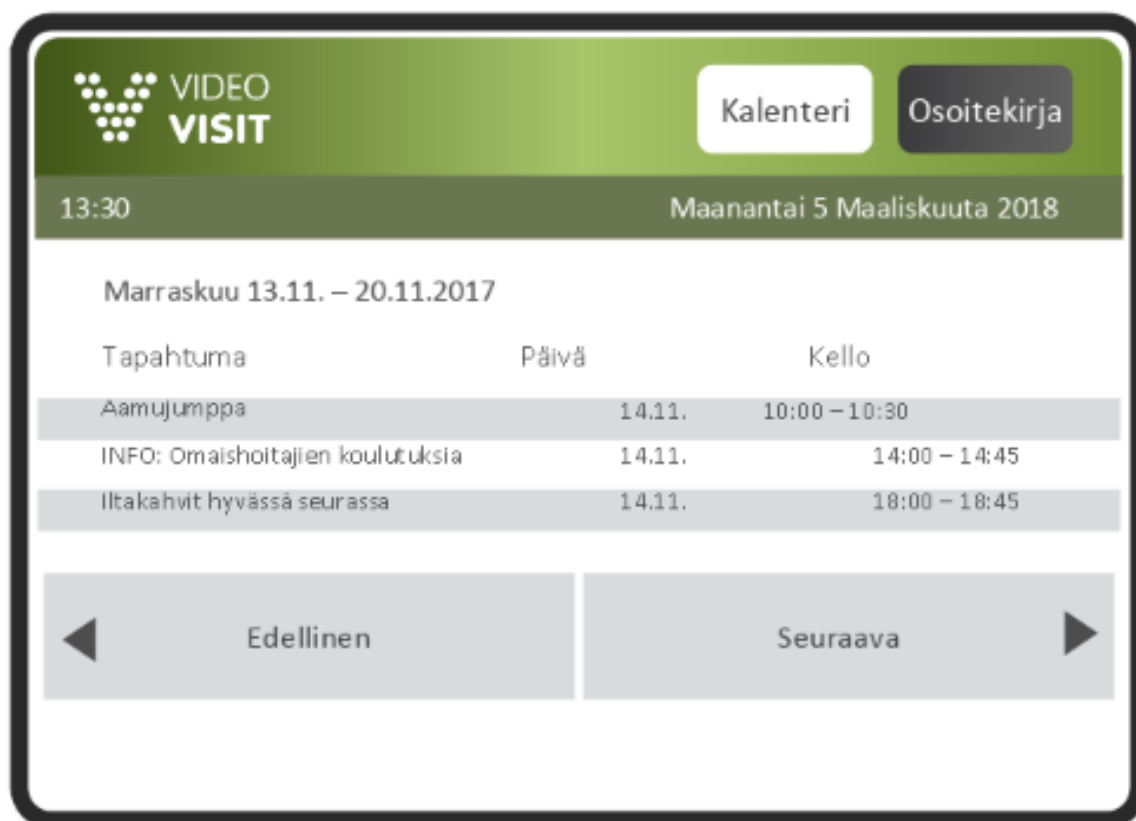 VIDEO
VISIT
Kalenteri
Osoitekirja
13:30 Maanantai 5 Maaliskuuta 2018
Marraskuu 13.11. – 20.11.2017
Tapahtuma Päivä Kello
Aamujumppa 14.11. 10:00 – 10:30
INFO: Omaishoitajien koulutuksia 14.11. 14:00 – 14:45
Iltakahvit hyvässä seurassa 14.11. 18:00 – 18:45
Edellinen Seuraava